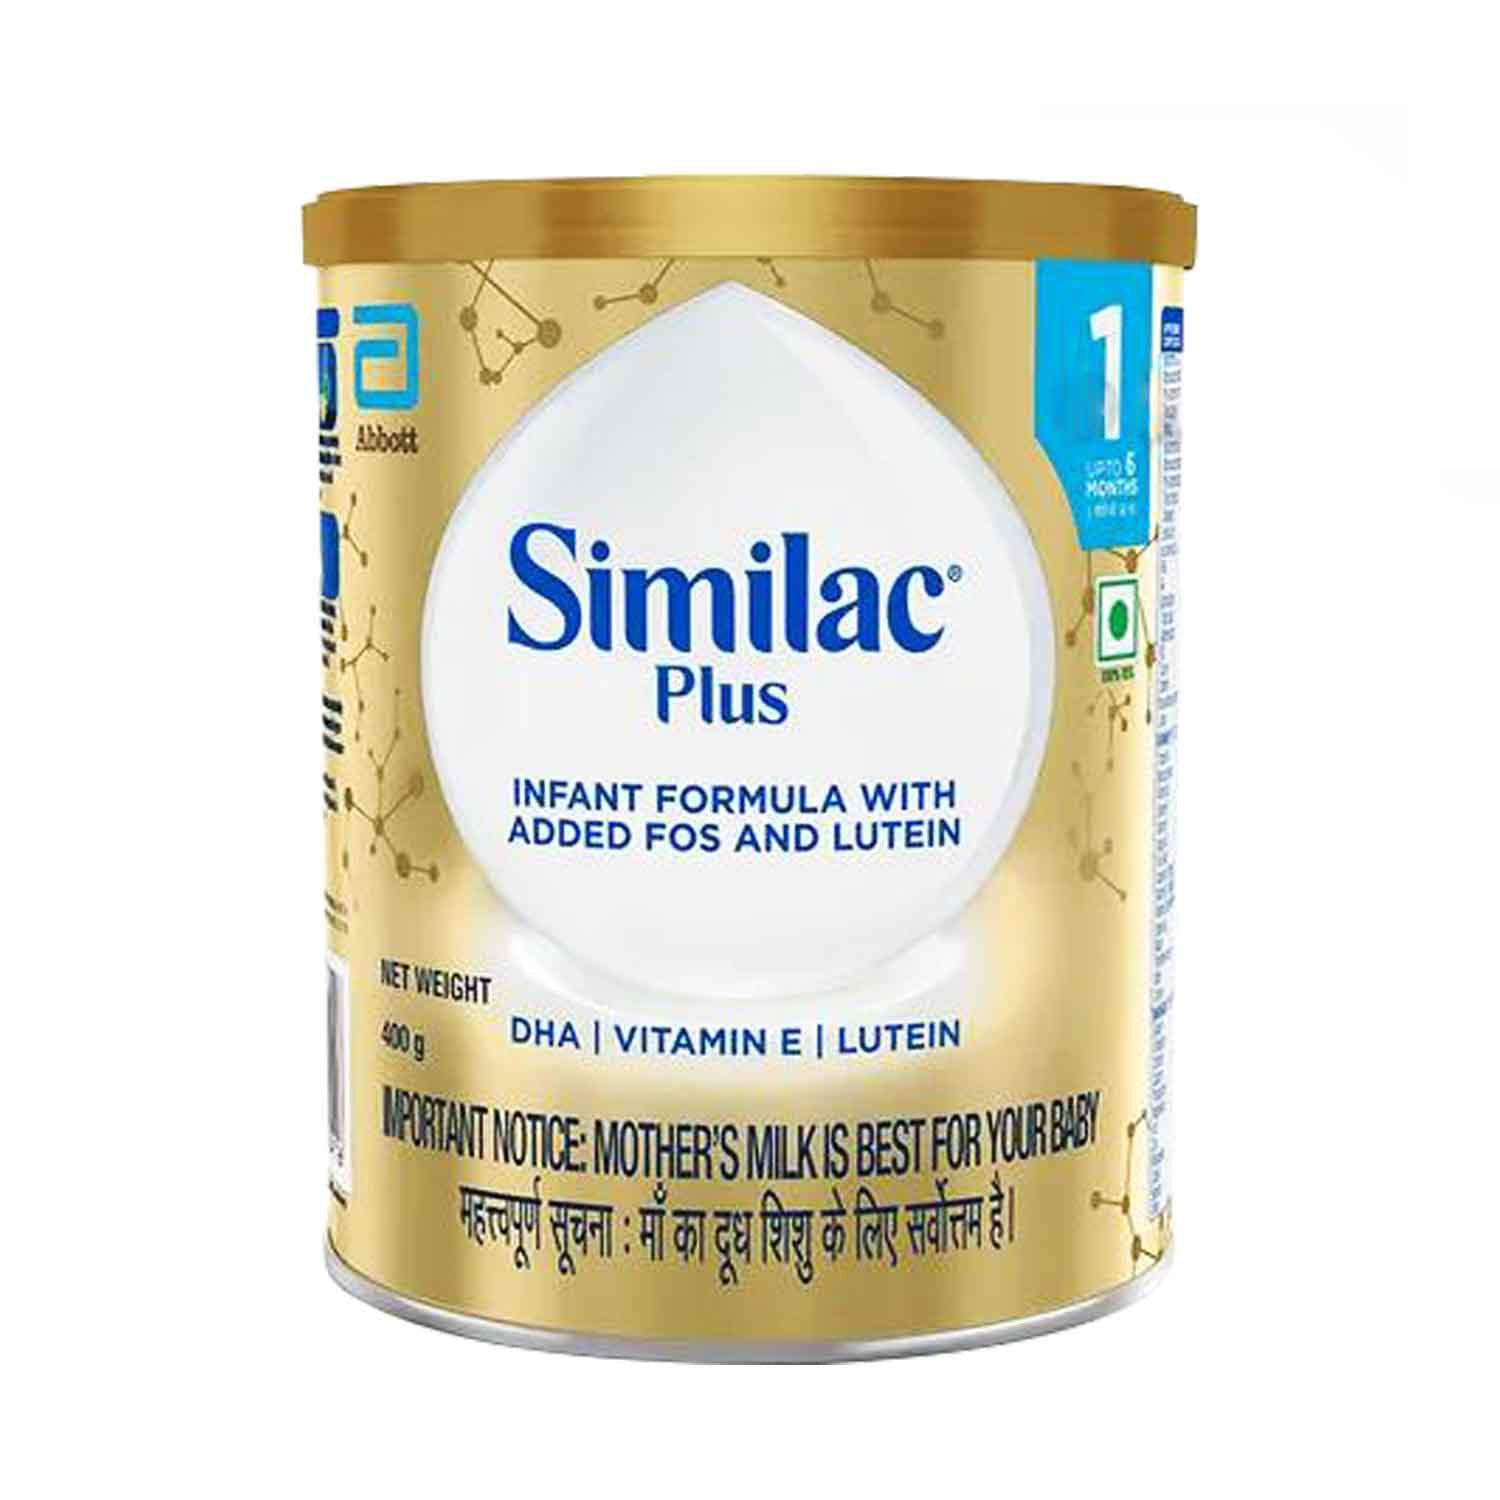 Abbott
1
UPTO 6
MONTHS
Similac®
Plus
INFANT FORMULA WITH
ADDED FOS AND LUTEIN
NET WEIGHT
400 g
DHA | VITAMIN E | LUTEIN
IMPORTANT NOTICE: MOTHER'S MILK IS BEST FOR YOUR BABY
महत्त्वपूर्ण सूचना : माँ का दूध शिशु के लिए सर्वोत्तम है।